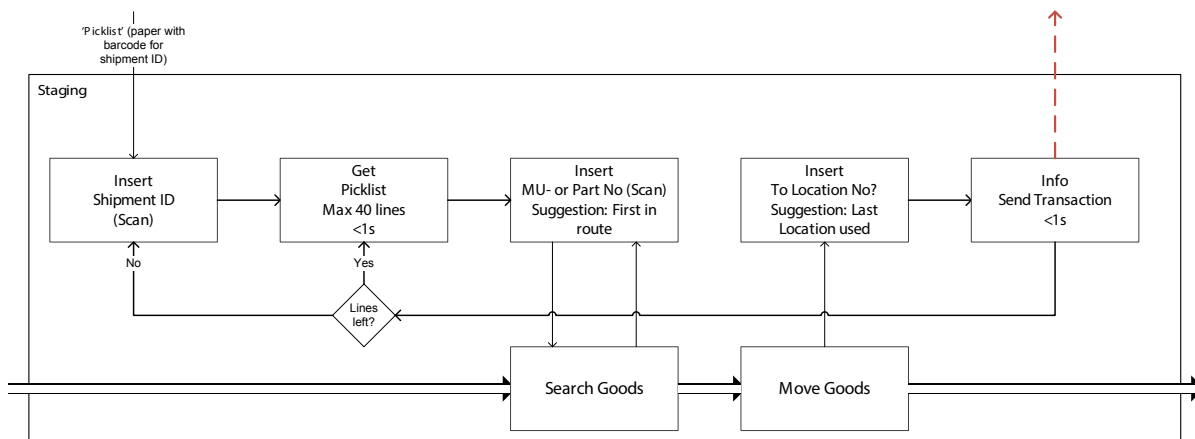 'Picklist' (paper with
barcode for
shipment ID)
Staging
Insert
Shipment ID
(Scan)
Get
Picklist
Max 40 lines
<1s
Insert
MU- or Part No (Scan)
Suggestion: First in
route
Insert
To Location No?
Suggestion: Last
Location used
Info
Send Transaction
<1s
No
Yes
Lines
left?
Search Goods
Move Goods